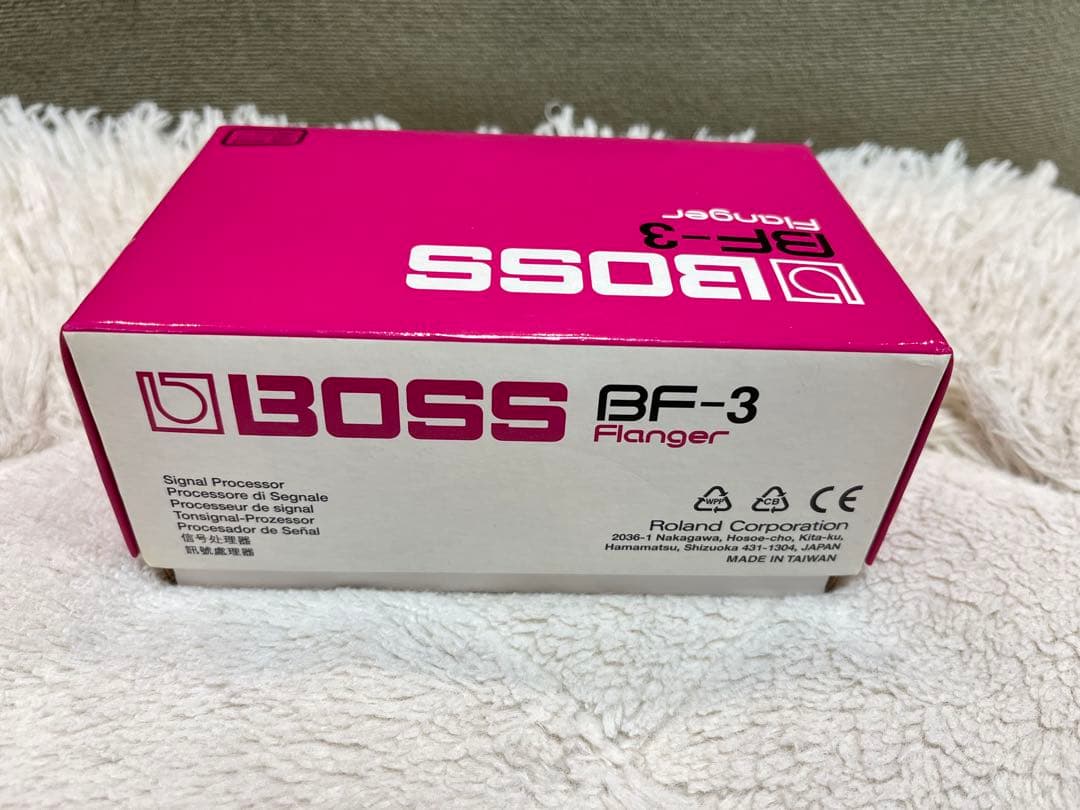 Flanger
BF-3
BOSS
BOSS BF-3
Flanger
Signal Processor
Processore di Segnale
Processeur de signal
Tonsignal-Prozessor
Procesador de Señal
信号处理器
訊號處理器
WPP CB CE
Roland Corporation
2036-1 Nakagawa, Hosoe-cho, Kita-ku,
Hamamatsu, Shizuoka 431-1304, JAPAN
MADE IN TAIWAN